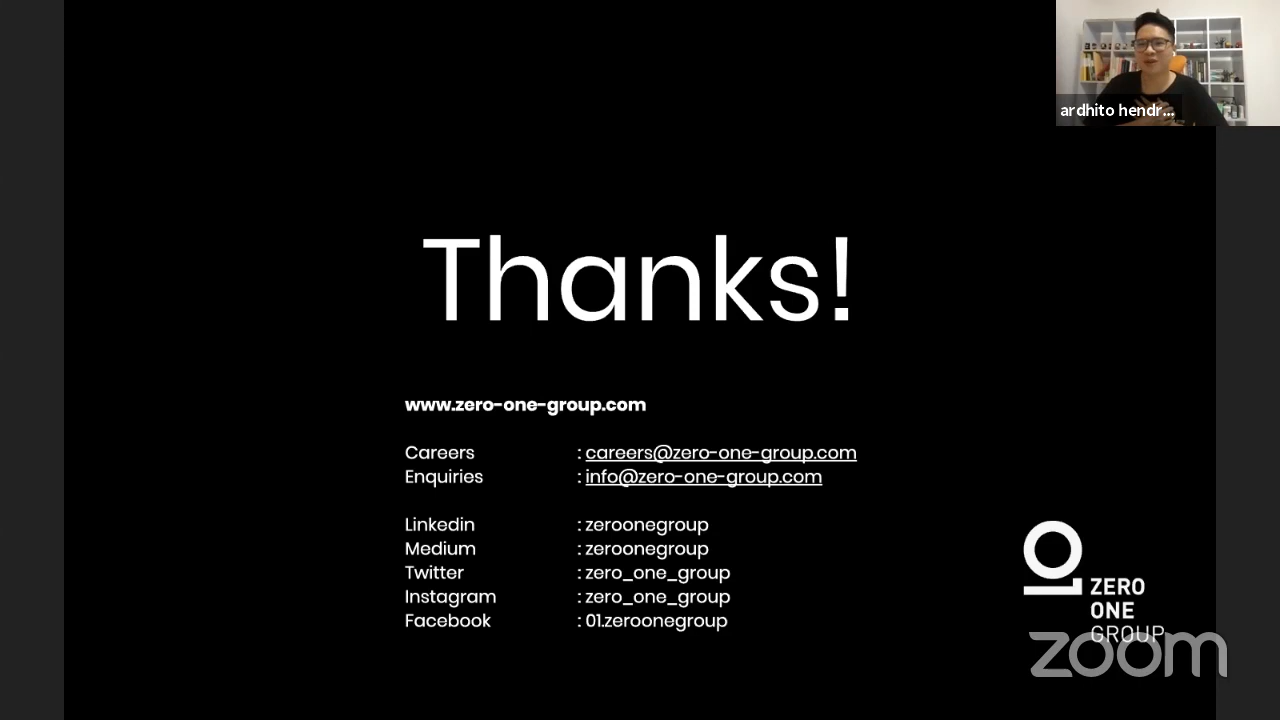 ardhito hendr...
Thanks!
www.zero-one-group.com
Careers : careers@zero-one-group.com
Enquiries : info@zero-one-group.com
Linkedin : zeroonegroup
Medium : zeroonegroup
Twitter : zero_one_group
Instagram : zero_one_group
Facebook : 01.zeroonegroup
ZERO
ONE
GROUP
zoom